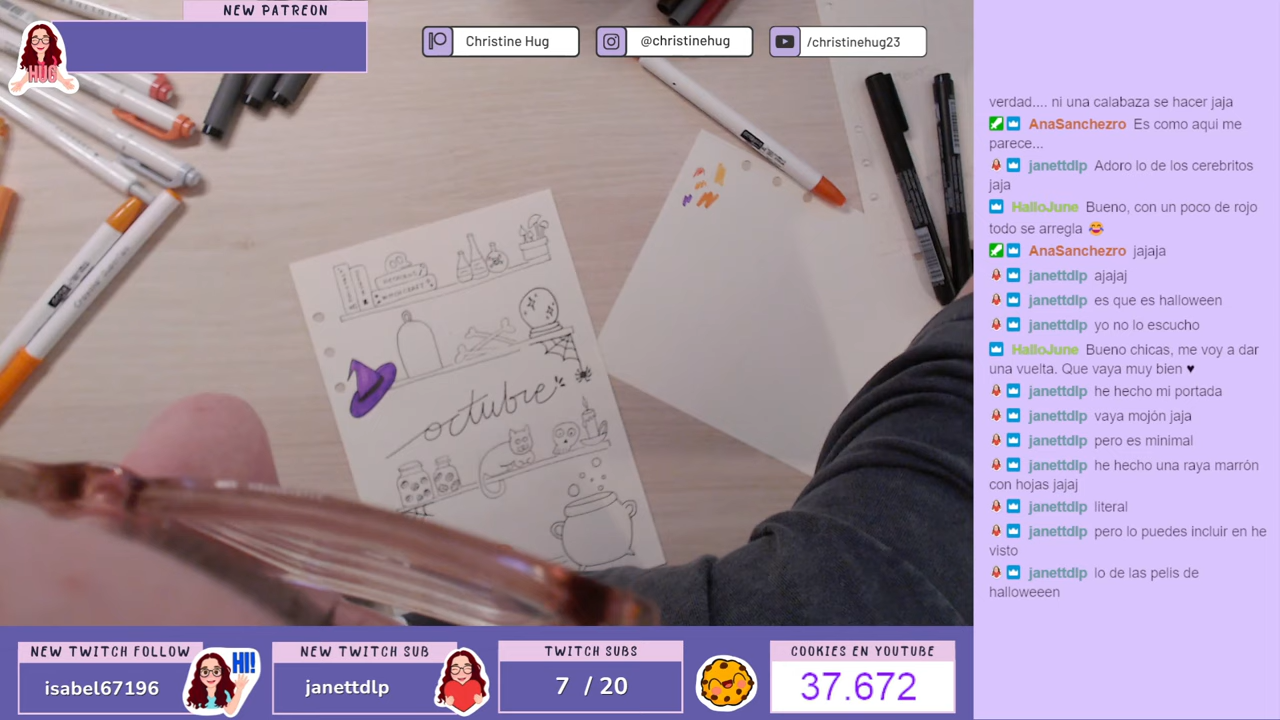 NEW PATREON
HUG
Christine Hug
@christinehug
/christinehug23
octubre
verdad.... ni una calabaza se hacer jaja
AnaSanchezro Es como aqui me
parece...
janettdlp Adoro lo de los cerebritos
jaja
HalloJune Bueno, con un poco de rojo
todo se arregla 😂
AnaSanchezro jajaja
janettdlp ajajaj
janettdlp es que es halloween
janettdlp yo no lo escucho
HalloJune Bueno chicas, me voy a dar
una vuelta. Que vaya muy bien ♥
janettdlp he hecho mi portada
janettdlp vaya mojón jaja
janettdlp pero es minimal
janettdlp he hecho una raya marrón
con hojas jajaj
janettdlp literal
janettdlp pero lo puedes incluir en he
visto
janettdlp lo de las pelis de
halloweeen
NEW TWITCH FOLLOW
isabel67196
HI!
NEW TWITCH SUB
janettdlp
TWITCH SUBS
7 / 20
COOKIES EN YOUTUBE
37.672